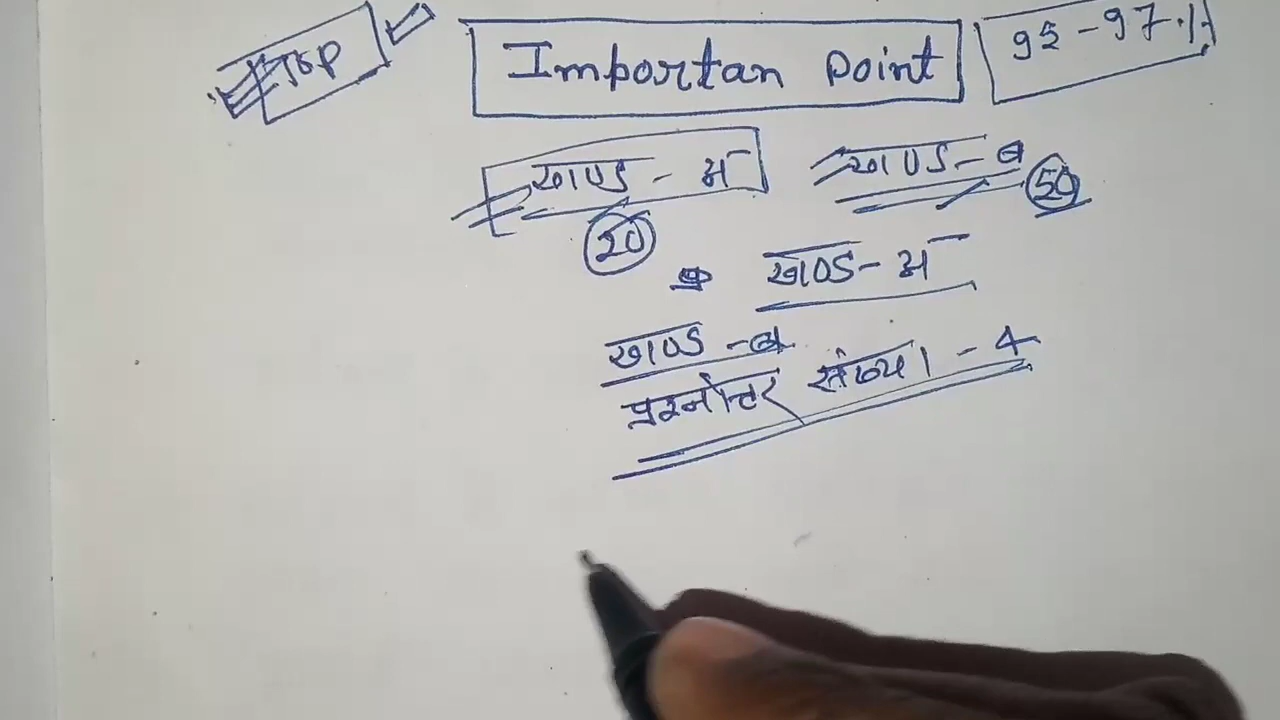 TOP
Importan point
95-97%
खण्ड - अ खण्ड - ब
20 50
खण्ड - अ
खण्ड - ब
प्रश्नोत्तर संख्या - 4